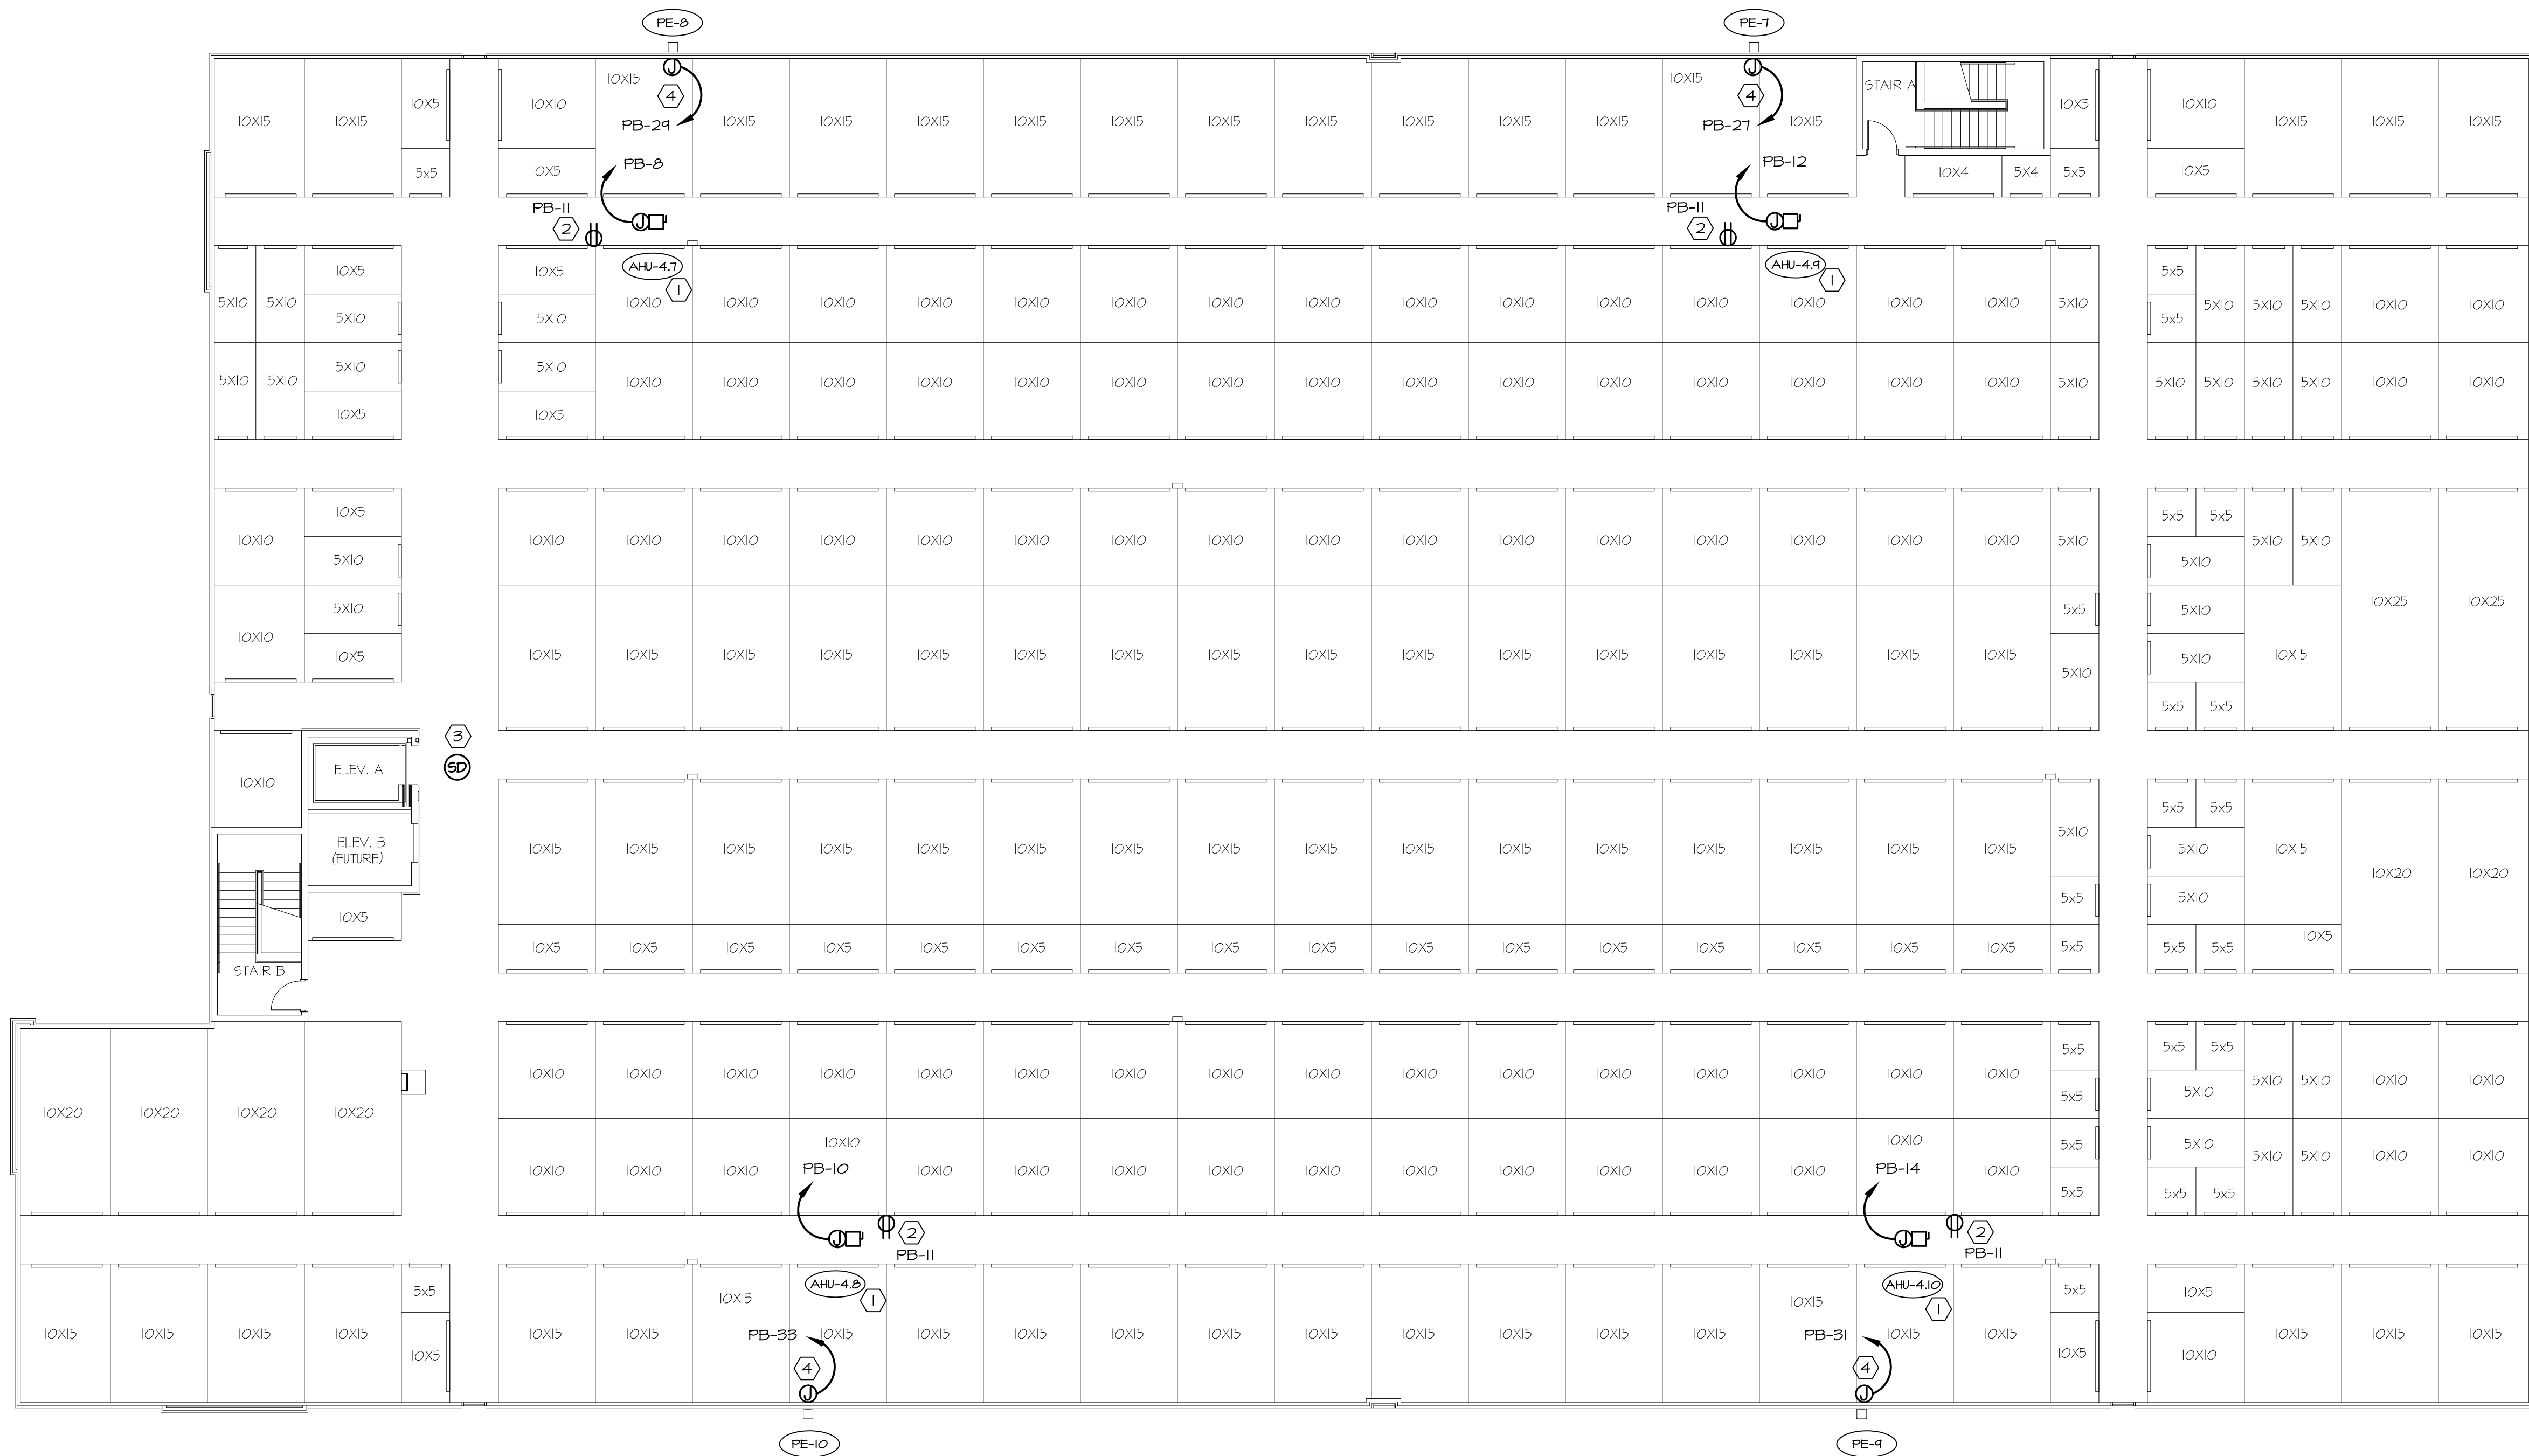 PE-8 PE-7
J J
10X15 10X15
STAIR A
4 4
10X5 10X10 10X5 10X10
10X15 10X15 PB-29 10X15 10X15 10X15 10X15 10X15 10X15 10X15 10X15 10X15 10X15 PB-27 10X15 10X15 10X15 10X15
PB-8 PB-12
5x5 10X5 10X4 5X4 5x5 10X5
PB-11 PB-11
2 J 2 J
AHU-4.7 AHU-4.9
10X5 10X5 5x5
1 1
5X10 5X10 10X10 10X10 10X10 10X10 10X10 10X10 10X10 10X10 10X10 10X10 10X10 10X10 10X10 10X10 10X10 5X10 5X10 5X10 5X10 10X10 10X10
5X10 5X10 5x5
5X10 5X10
5X10 5X10 10X10 10X10 10X10 10X10 10X10 10X10 10X10 10X10 10X10 10X10 10X10 10X10 10X10 10X10 10X10 5X10 5X10 5X10 5X10 5X10 10X10 10X10
10X5 10X5
10X5 5x5 5x5
10X10 10X10 10X10 10X10 10X10 10X10 10X10 10X10 10X10 10X10 10X10 10X10 10X10 10X10 10X10 10X10 10X10 5X10 5X10 5X10
5X10 5X10
5X10 5x5 5X10 10X25 10X25
10X10
10X5 10X15 10X15 10X15 10X15 10X15 10X15 10X15 10X15 10X15 10X15 10X15 10X15 10X15 10X15 10X15 10X15 5X10 5X10 10X15
5x5 5x5
3
SD
ELEV. A
10X10
5x5 5x5
5X10
ELEV. B
(FUTURE)
10X15 10X15 10X15 10X15 10X15 10X15 10X15 10X15 10X15 10X15 10X15 10X15 10X15 10X15 10X15 10X15 5X10 10X15
10X20 10X20
5x5 5X10
10X5
10X5
10X5 10X5 10X5 10X5 10X5 10X5 10X5 10X5 10X5 10X5 10X5 10X5 10X5 10X5 10X5 10X5 5x5 5x5 5x5
STAIR B
5x5 5x5 5x5
10X10 10X10 10X10 10X10 10X10 10X10 10X10 10X10 10X10 10X10 10X10 10X10 10X10 10X10 10X10 10X10 5X10 5X10 10X10 10X10
5x5 5X10
10X20 10X20 10X20 10X20
10X10 10X10 5x5 5X10
PB-10 PB-14
10X10 10X10 10X10 10X10 10X10 10X10 10X10 10X10 10X10 10X10 10X10 10X10 10X10 10X10 5X10 5X10 10X10 10X10
5x5 5x5 5x5
J 2 J 2
PB-11 PB-11
AHU-4.8 AHU-4.10
5x5 5x5 10X5
10X15 1 10X15 1
10X15 10X15 10X15 10X15 10X15 10X15 PB-33 10X15 10X15 10X15 10X15 10X15 10X15 10X15 10X15 10X15 10X15 PB-31 10X15 10X15 10X15 10X15 10X15
10X5 10X5 10X10
4 4
J J
PE-10 PE-9